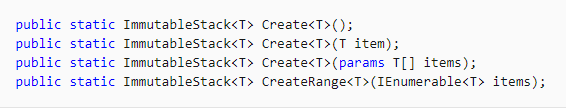 public static ImmutableStack<T> Create<T>();
public static ImmutableStack<T> Create<T>(T item);
public static ImmutableStack<T> Create<T>(params T[] items);
public static ImmutableStack<T> CreateRange<T>(IEnumerable<T> items);